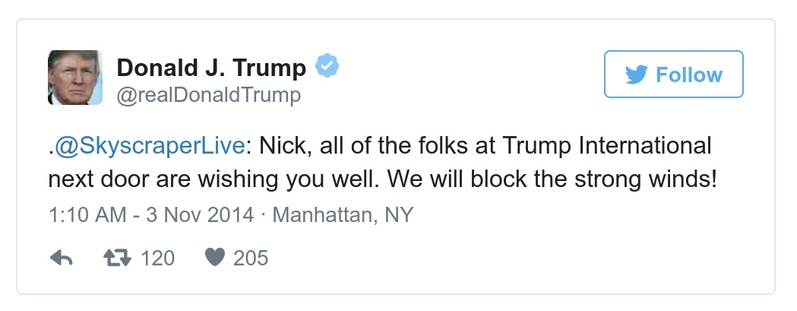 Donald J. Trump
Follow
@realDonaldTrump
.@SkyscraperLive: Nick, all of the folks at Trump International
next door are wishing you well. We will block the strong winds!
1:10 AM - 3 Nov 2014 · Manhattan, NY
120 205